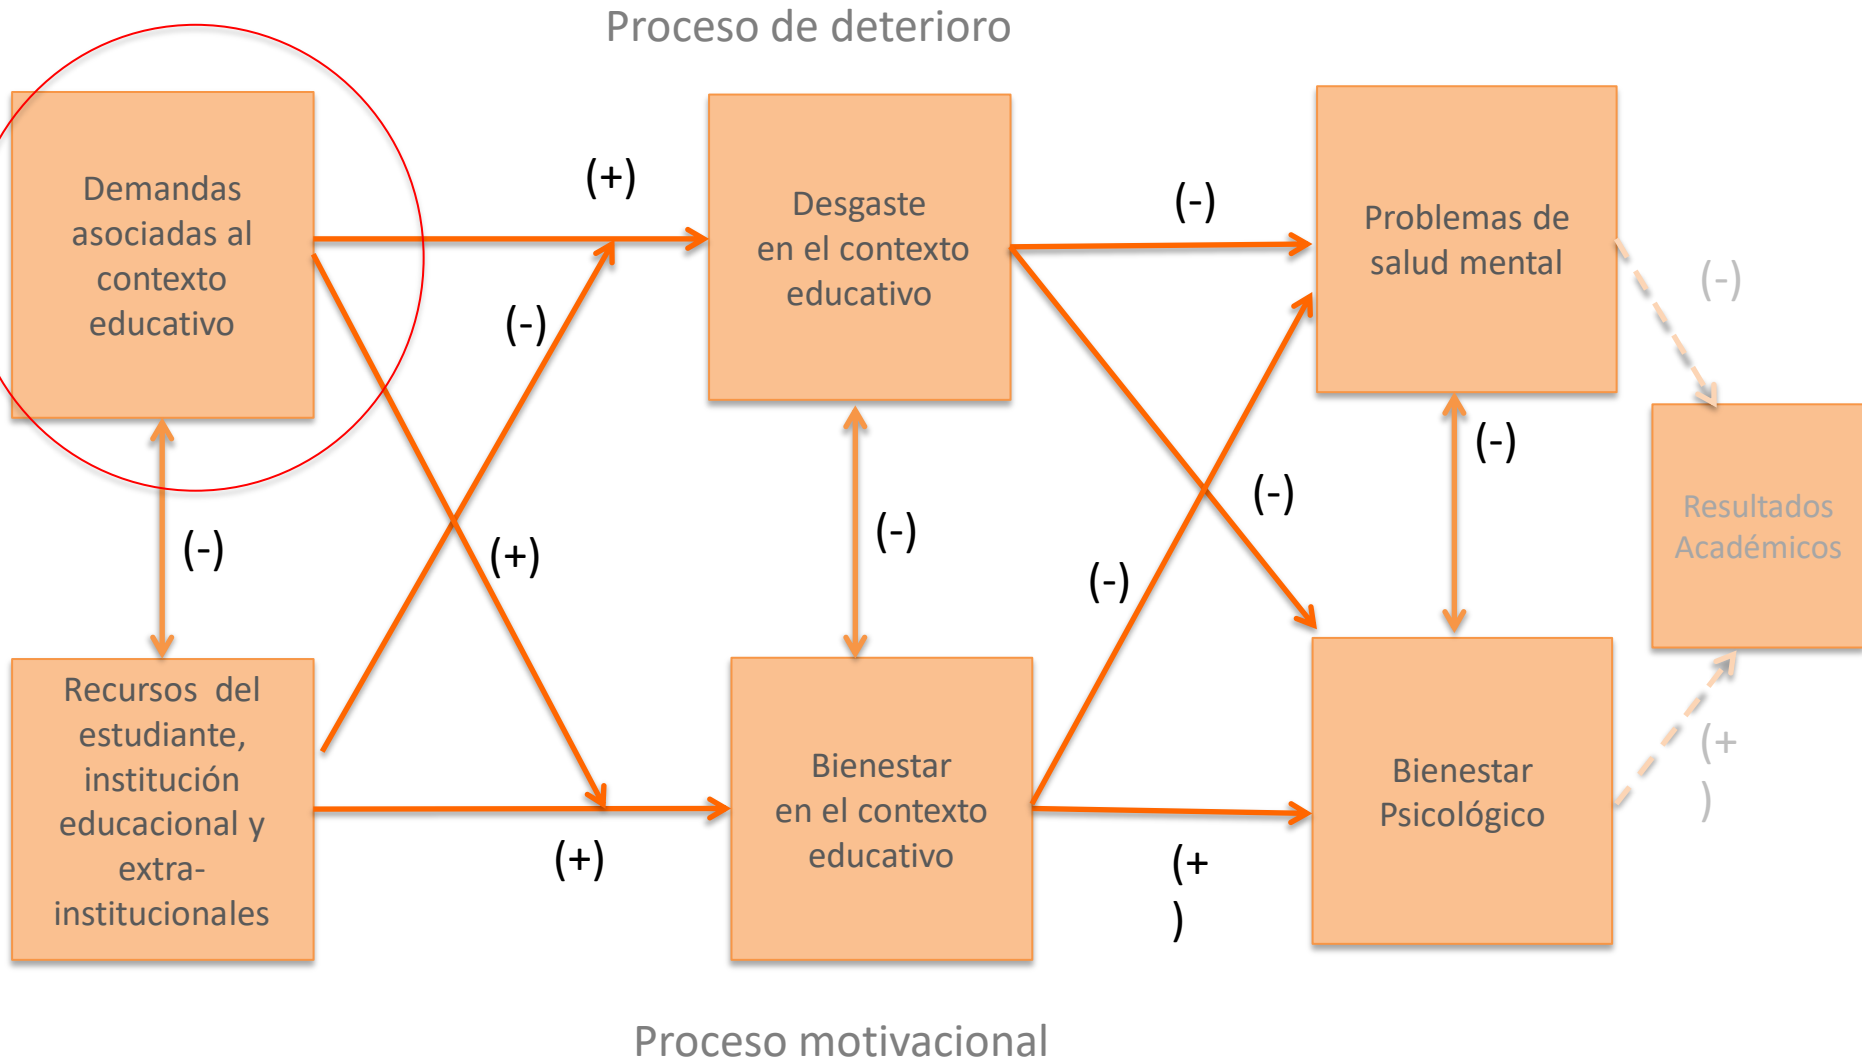 Proceso de deterioro
Demandas
asociadas al
contexto
educativo
(+)
Desgaste
en el contexto
educativo
(-)
Problemas de
salud mental
(-)
(-)
(-)
(+)
(-)
(-)
(-)
(-)
Resultados
Académicos
Recursos del
estudiante,
institución
educacional y
extra-
institucionales
(+)
Bienestar
en el contexto
educativo
(+
)
Bienestar
Psicológico
(+
)
Proceso motivacional